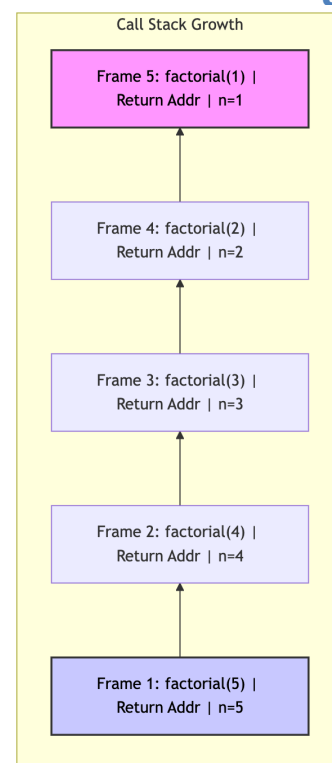 Call Stack Growth
Frame 5: factorial(1) |
Return Addr | n=1
Frame 4: factorial(2) |
Return Addr | n=2
Frame 3: factorial(3) |
Return Addr | n=3
Frame 2: factorial(4) |
Return Addr | n=4
Frame 1: factorial(5) |
Return Addr | n=5